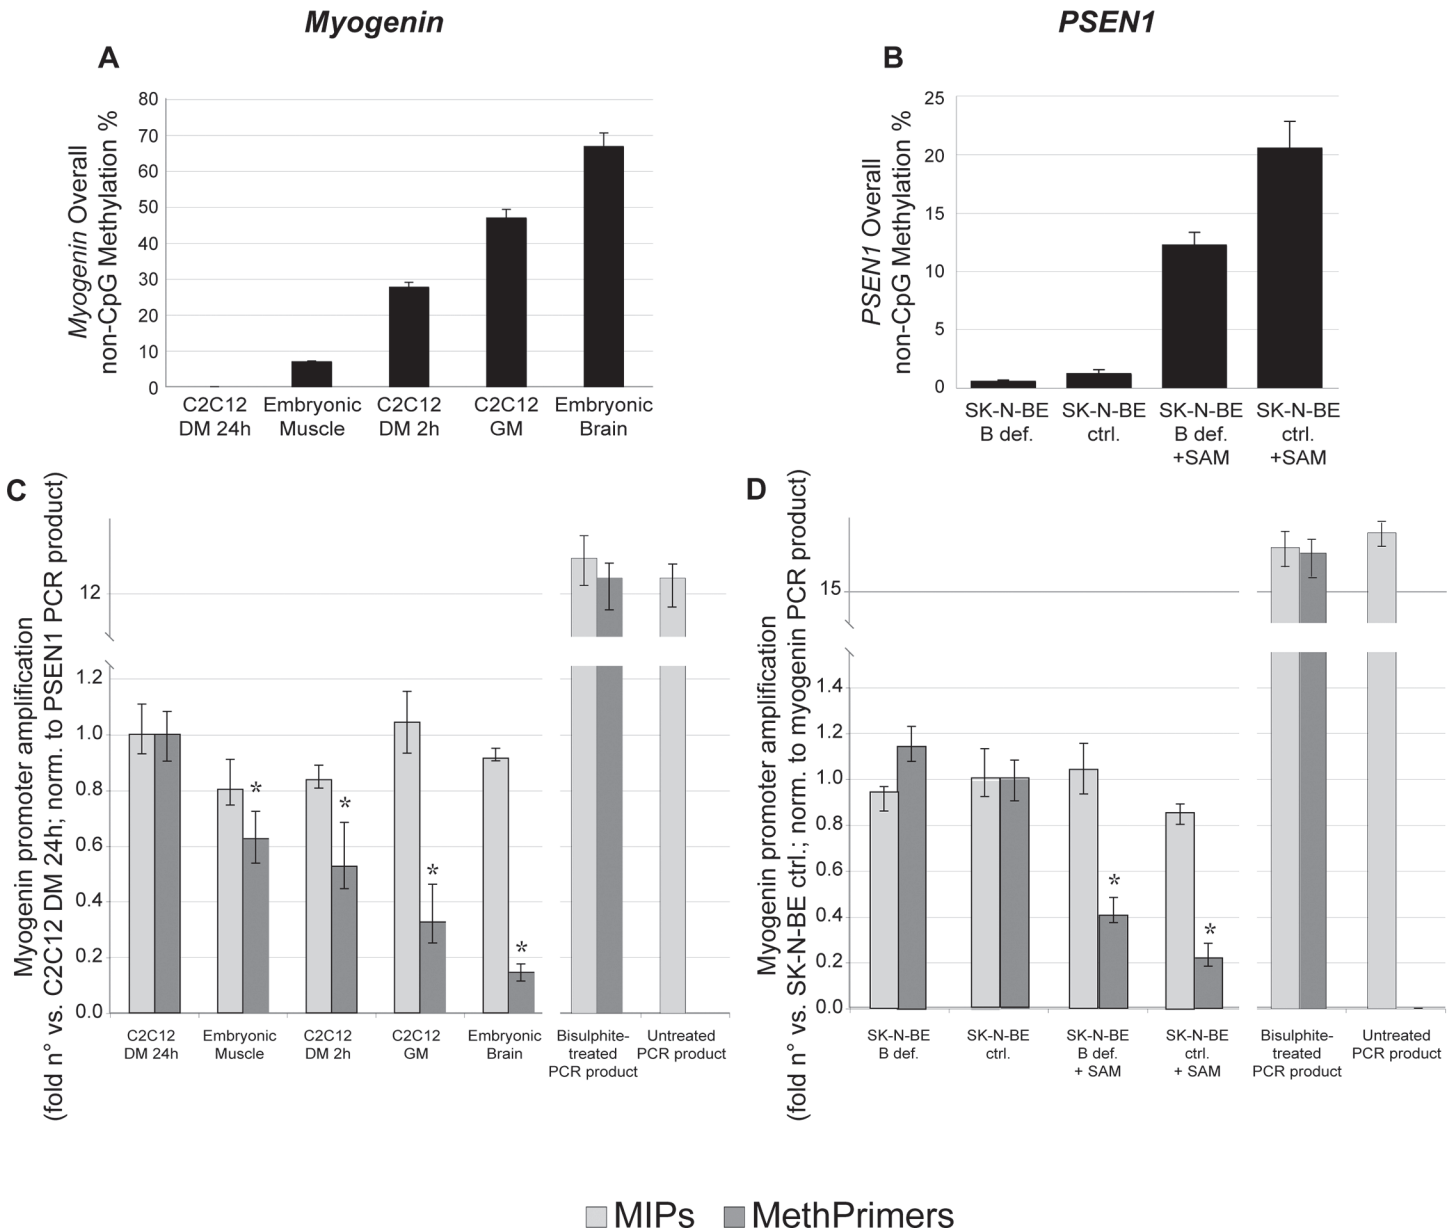 Myogenin
PSEN1
A
Myogenin Overall
non-CpG Methylation %
80
70
60
50
40
30
20
10
0
C2C12
DM 24h
Embryonic
Muscle
C2C12
DM 2h
C2C12
GM
Embryonic
Brain
B
PSEN1 Overall
non-CpG Methylation %
25
20
15
10
5
0
SK-N-BE
B def.
SK-N-BE
ctrl.
SK-N-BE
B def.
+SAM
SK-N-BE
ctrl.
+SAM
C
Myogenin promoter amplification
(fold n° vs. C2C12 DM 24h; norm. to PSEN1 PCR product)
12
1.2
1.0
0.8
0.6
0.4
0.2
0.0
*
*
*
*
C2C12
DM 24h
Embryonic
Muscle
C2C12
DM 2h
C2C12
GM
Embryonic
Brain
Bisulphite-
treated
PCR product
Untreated
PCR product
D
Myogenin promoter amplification
(fold n° vs. SK-N-BE ctrl.; norm. to myogenin PCR product)
15
1.4
1.2
1.0
0.8
0.6
0.4
0.2
0.0
*
*
SK-N-BE
B def.
SK-N-BE
ctrl.
SK-N-BE
B def.
+ SAM
SK-N-BE
ctrl.
+ SAM
Bisulphite-
treated
PCR product
Untreated
PCR product
MIPs
MethPrimers